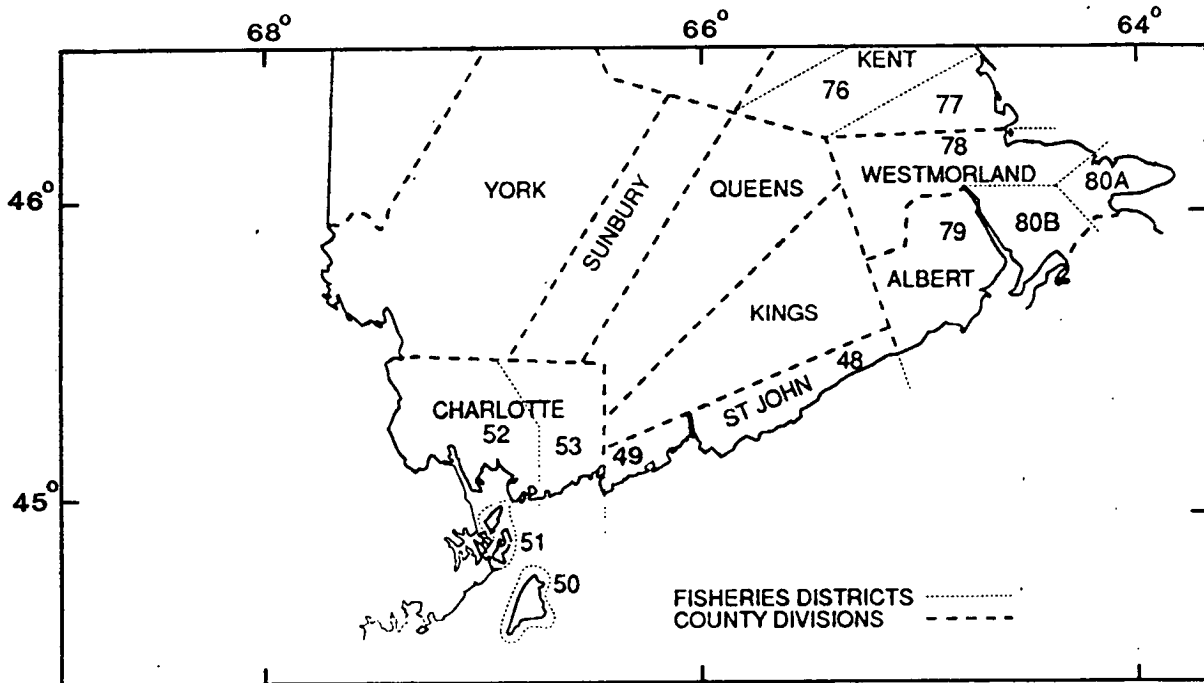 68°
66°
64°
KENT
76
77
78
YORK
SUNBURY
QUEENS
WESTMORLAND
80A
46°
79
80B
ALBERT
KINGS
48
ST JOHN
CHARLOTTE
52
53
49
45°
51
50
FISHERIES DISTRICTS
COUNTY DIVISIONS